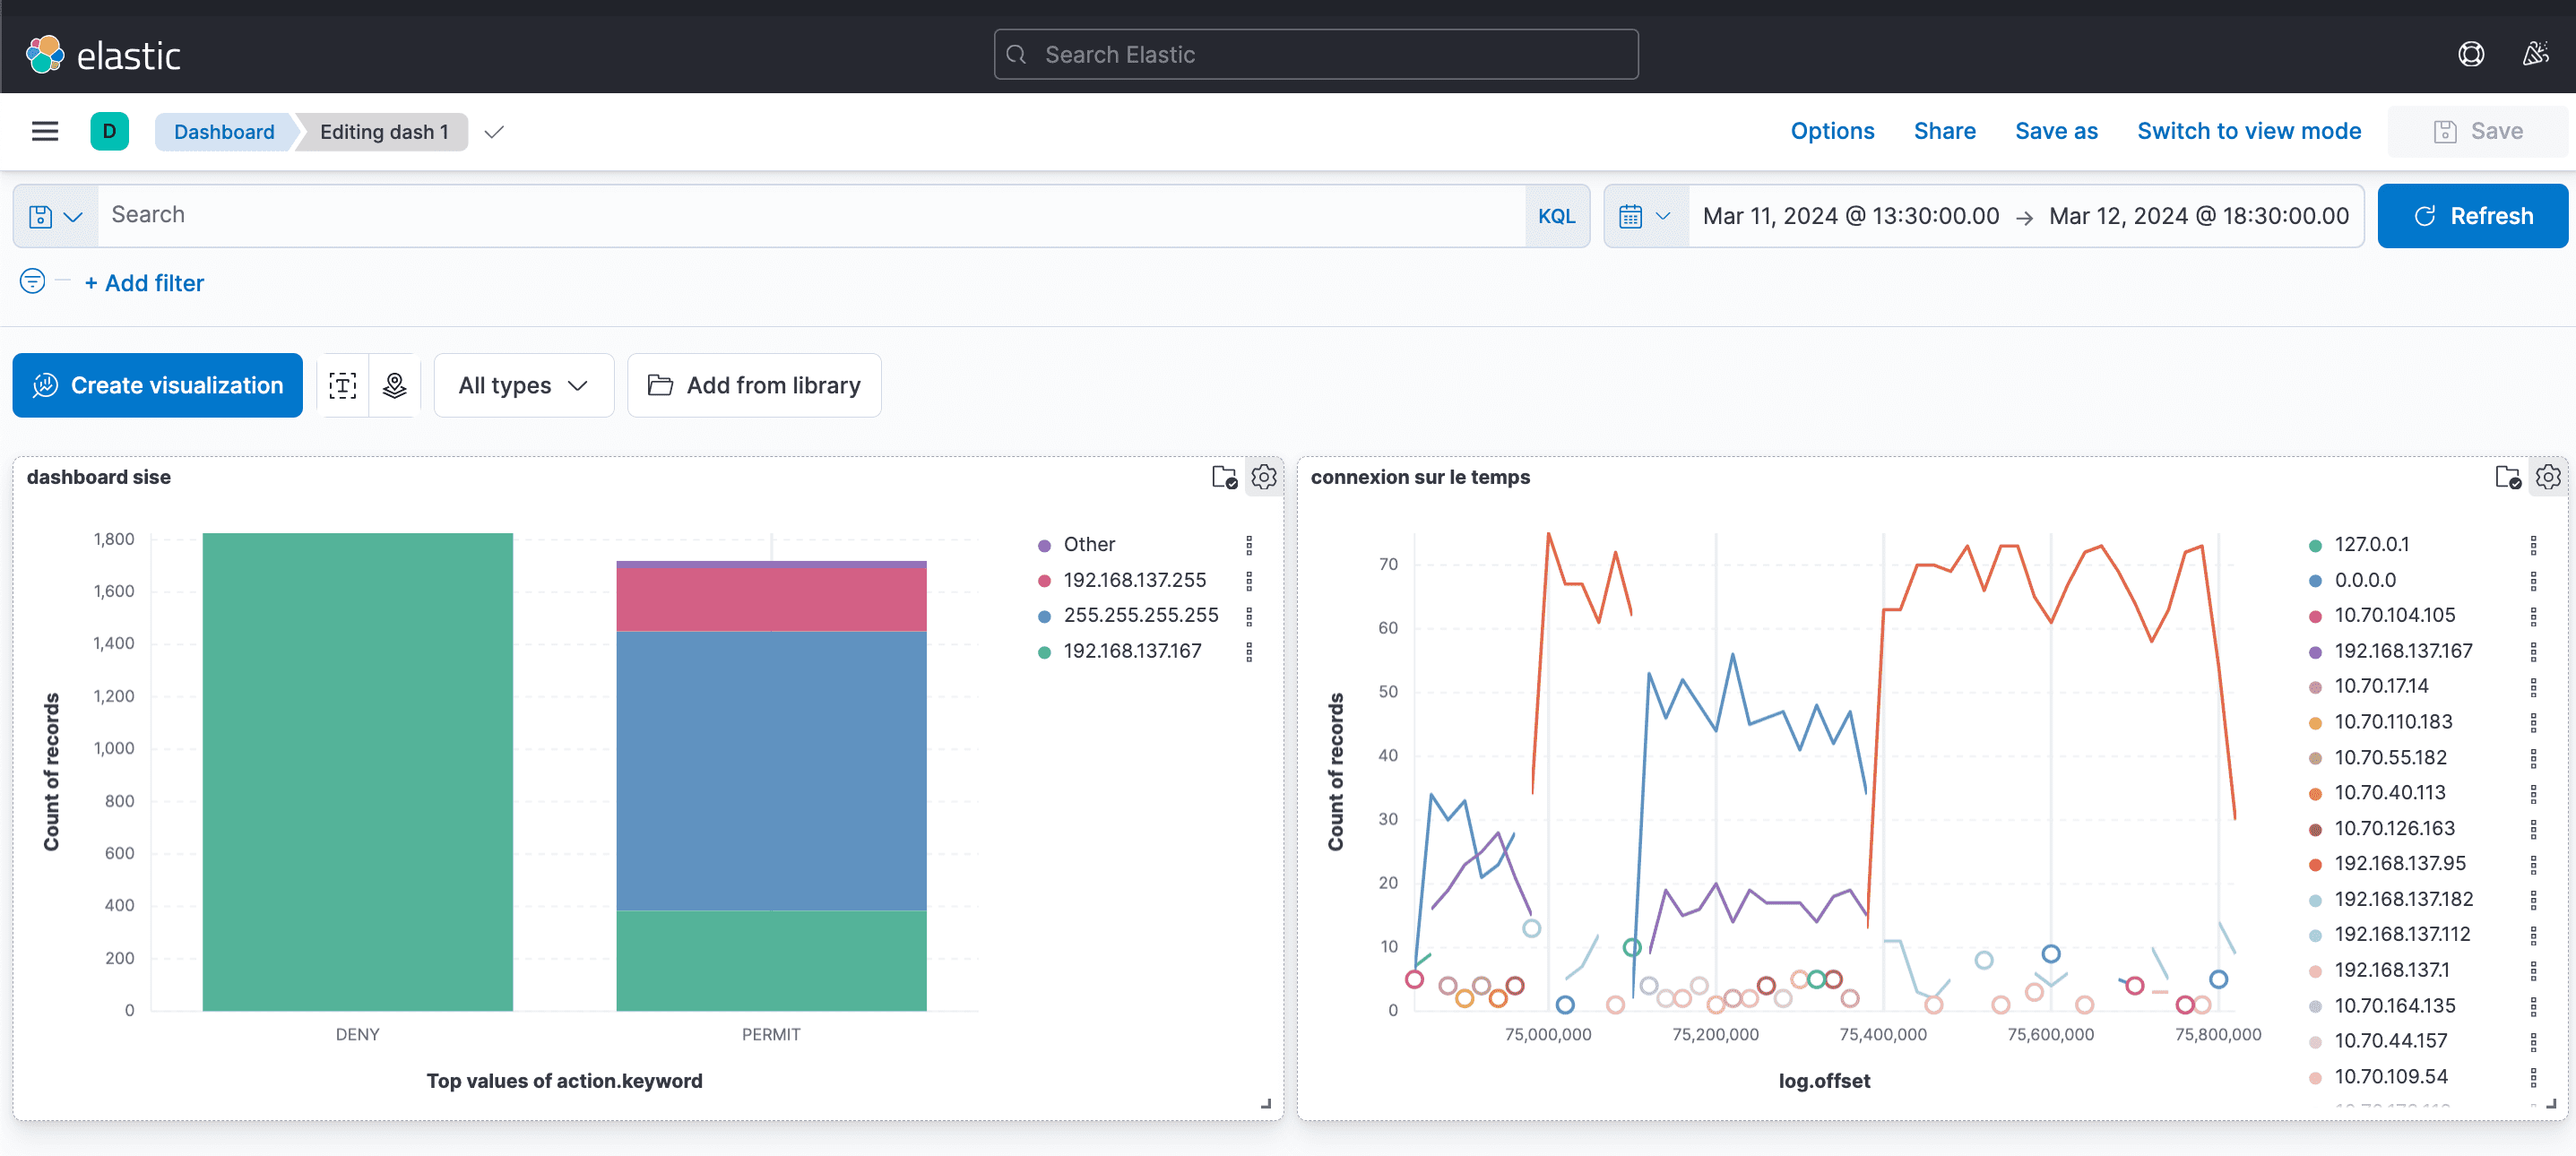 elastic
Search Elastic
D
Dashboard
Editing dash 1
Options
Share
Save as
Switch to view mode
Save
Search
KQL
Mar 11, 2024 @ 13:30:00.00 → Mar 12, 2024 @ 18:30:00.00
Refresh
+ Add filter
Create visualization
All types
Add from library
dashboard sise
1,800
1,600
1,400
1,200
1,000
800
600
400
200
0
Count of records
DENY
PERMIT
Top values of action.keyword
Other
192.168.137.255
255.255.255.255
192.168.137.167
connexion sur le temps
70
60
50
40
30
20
10
0
Count of records
75,000,000
75,200,000
75,400,000
75,600,000
75,800,000
log.offset
127.0.0.1
0.0.0.0
10.70.104.105
192.168.137.167
10.70.17.14
10.70.110.183
10.70.55.182
10.70.40.113
10.70.126.163
192.168.137.95
192.168.137.182
192.168.137.112
192.168.137.1
10.70.164.135
10.70.44.157
10.70.109.54